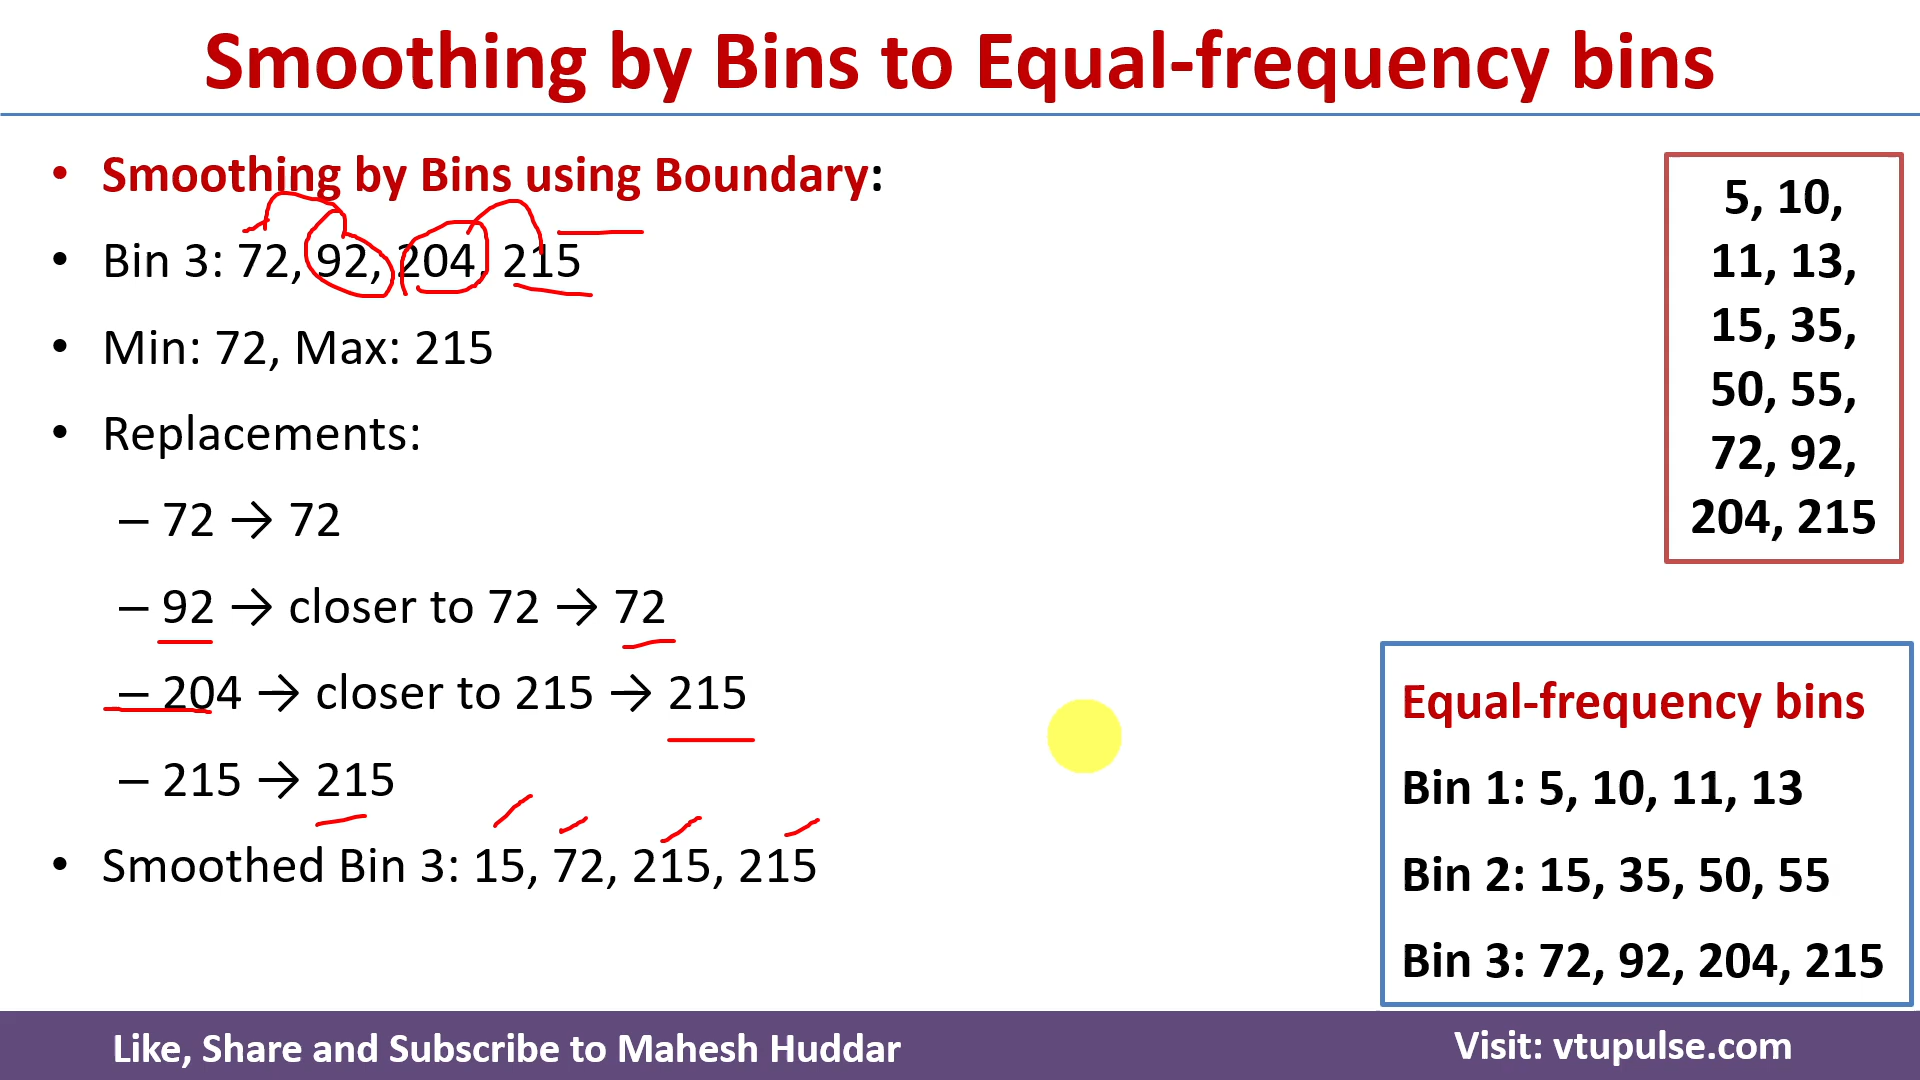 Smoothing by Bins to Equal-frequency bins
• Smoothing by Bins using Boundary:
• Bin 3: 72, 92, 204, 215
• Min: 72, Max: 215
• Replacements:
– 72 → 72
– 92 → closer to 72 → 72
– 204 → closer to 215 → 215
– 215 → 215
• Smoothed Bin 3: 15, 72, 215, 215
5, 10,
11, 13,
15, 35,
50, 55,
72, 92,
204, 215
Equal-frequency bins
Bin 1: 5, 10, 11, 13
Bin 2: 15, 35, 50, 55
Bin 3: 72, 92, 204, 215
Like, Share and Subscribe to Mahesh Huddar
Visit: vtupulse.com